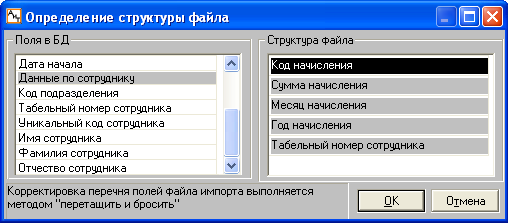 Определение структуры файла
Поля в БД
Дата начала
Данные по сотруднику
Код подразделения
Табельный номер сотрудника
Уникальный код сотрудника
Имя сотрудника
Фамилия сотрудника
Отчество сотрудника
Структура файла
Код начисления
Сумма начисления
Месяц начисления
Год начисления
Табельный номер сотрудника
Корректировка перечня полей файла импорта выполняется
методом "перетащить и бросить"
OK
Отмена